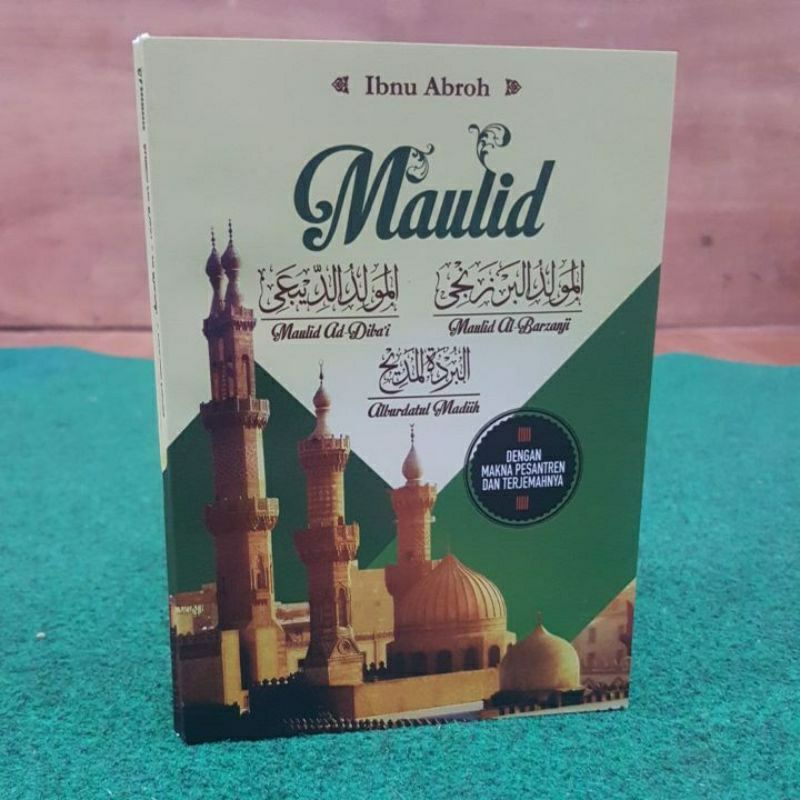 Ibnu Abroh
Maulid
المولد الديبعي
المولد البرزنجي
Maulid Ad-Diba'i
Maulid Al-Barzanji
البردة المديح
Alburdatul Madiih
DENGAN
MAKNA PESANTREN
DAN TERJEMAHNYA